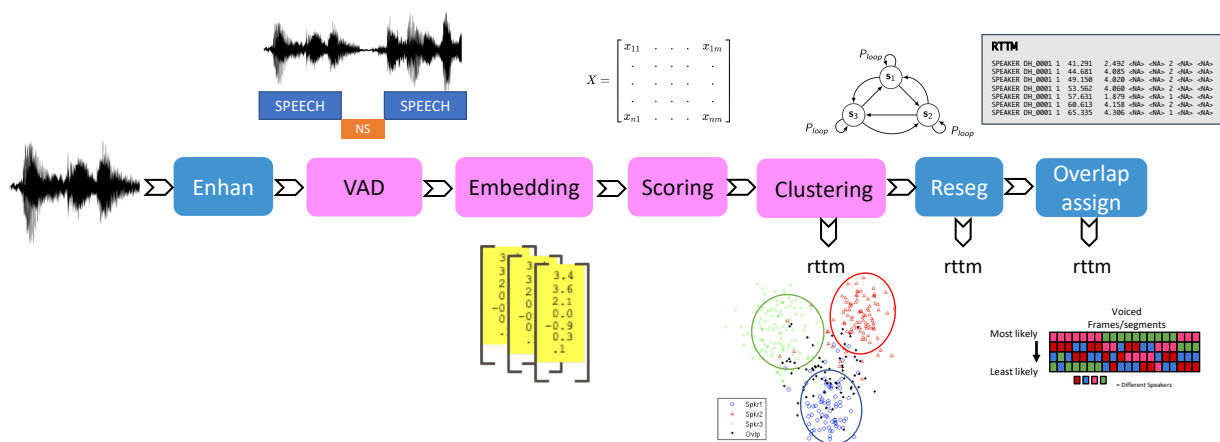 SPEECH
SPEECH
NS
X =
x11 . . . x1m
. . . . .
. . . . .
. . . . .
xn1 . . . xnm
Ploop
s1
s3
s2
Ploop
Ploop
RTTM
SPEAKER DH_0001 1 41.291 2.492 <NA> <NA> 2 <NA> <NA>
SPEAKER DH_0001 1 44.681 4.085 <NA> <NA> 2 <NA> <NA>
SPEAKER DH_0001 1 49.150 4.020 <NA> <NA> 2 <NA> <NA>
SPEAKER DH_0001 1 53.562 4.060 <NA> <NA> 2 <NA> <NA>
SPEAKER DH_0001 1 57.631 1.879 <NA> <NA> 1 <NA> <NA>
SPEAKER DH_0001 1 60.613 4.158 <NA> <NA> 2 <NA> <NA>
SPEAKER DH_0001 1 65.335 4.306 <NA> <NA> 1 <NA> <NA>
Enhan
VAD
Embedding
Scoring
Clustering
Reseg
Overlap
assign
rttm
rttm
rttm
3.4
3.6
2.1
0.0
-0.9
0.3
.1
Spkr1
Spkr2
Spkr3
Ovlp
Voiced
Frames/segments
Most likely
Least likely
= Different Speakers